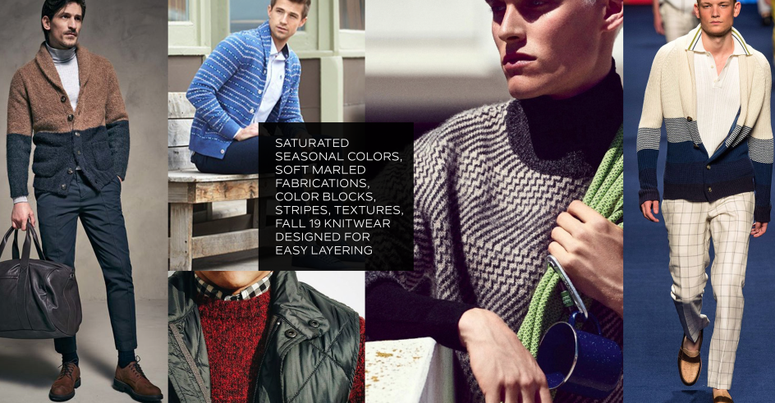 SATURATED
SEASONAL COLORS,
SOFT MARLED
FABRICATIONS,
COLOR BLOCKS,
STRIPES, TEXTURES,
FALL 19 KNITWEAR
DESIGNED FOR
EASY LAYERING